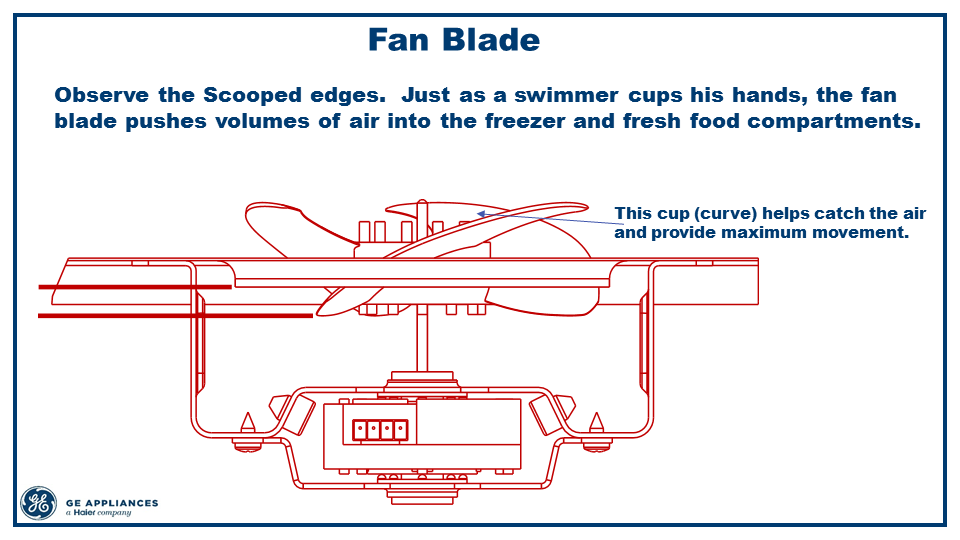 Fan Blade
Observe the Scooped edges.  Just as a swimmer cups his hands, the fan
blade pushes volumes of air into the freezer and fresh food compartments.
This cup (curve) helps catch the air
and provide maximum movement.
GE
GE APPLIANCES
a Haier company